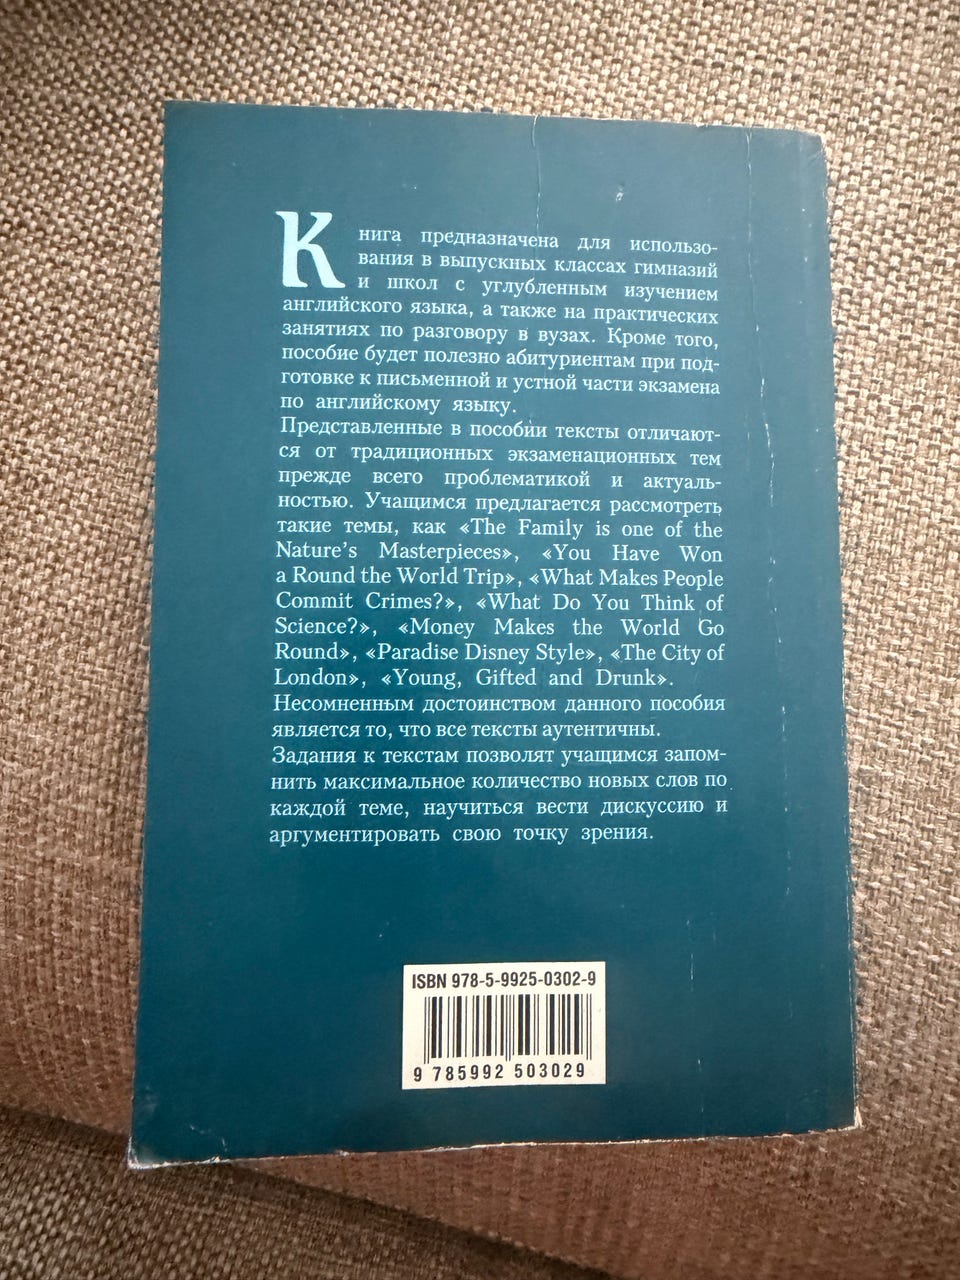 Книга предназначена для использо-
вания в выпускных классах гимназий
и школ с углубленным изучением
английского языка, а также на практических
занятиях по разговору в вузах. Кроме того,
пособие будет полезно абитуриентам при под-
готовке к письменной и устной части экзамена
по английскому языку.
Представленные в пособии тексты отличают-
ся от традиционных экзаменационных тем
прежде всего проблематикой и актуаль-
ностью. Учащимся предлагается рассмотреть
такие темы, как «The Family is one of the
Nature's Masterpieces», «You Have Won
a Round the World Trip», «What Makes People
Commit Crimes?», «What Do You Think of
Science?», «Money Makes the World Go
Round», «Paradise Disney Style», «The City of
London», «Young, Gifted and Drunk».
Несомненным достоинством данного пособия
является то, что все тексты аутентичны.
Задания к текстам позволят учащимся запом-
нить максимальное количество новых слов по
каждой теме, научиться вести дискуссию и
аргументировать свою точку зрения.
ISBN 978-5-9925-0302-9
9 785992 503029